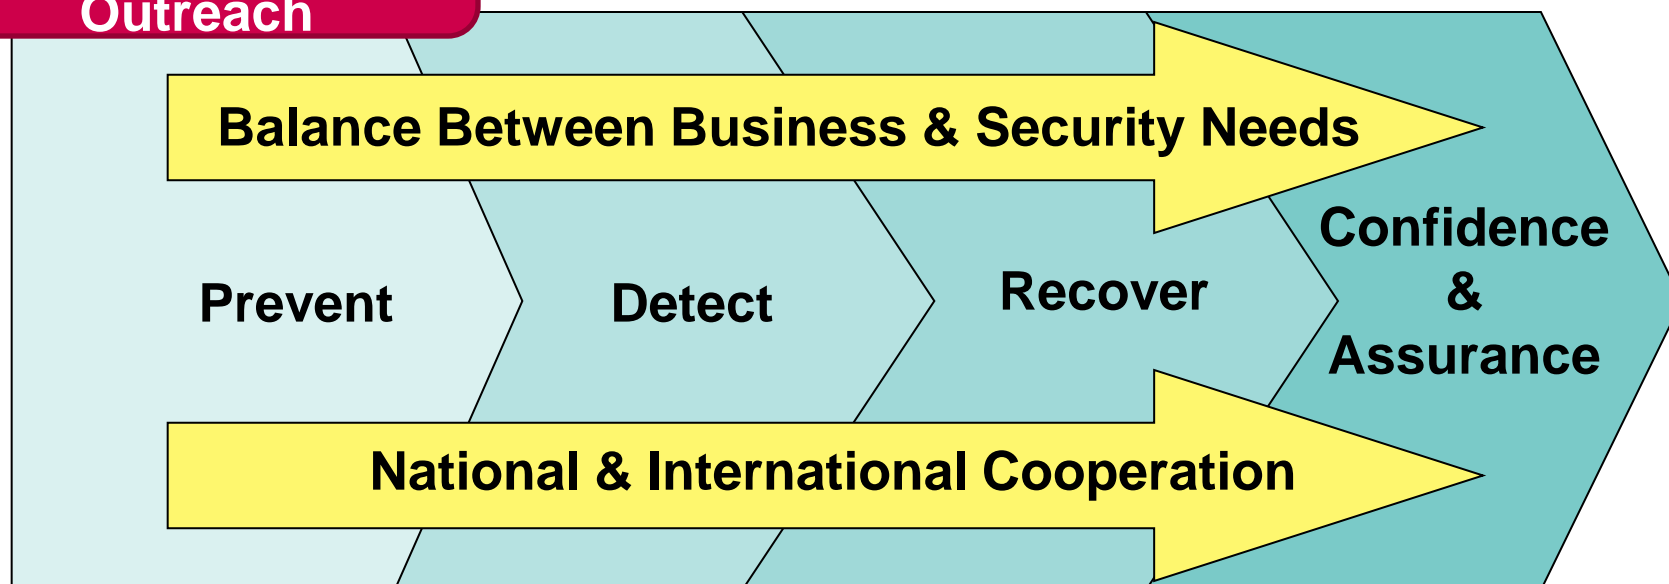 Outreach
Balance Between Business & Security Needs
Prevent
Detect
Recover
Confidence
&
Assurance
National & International Cooperation